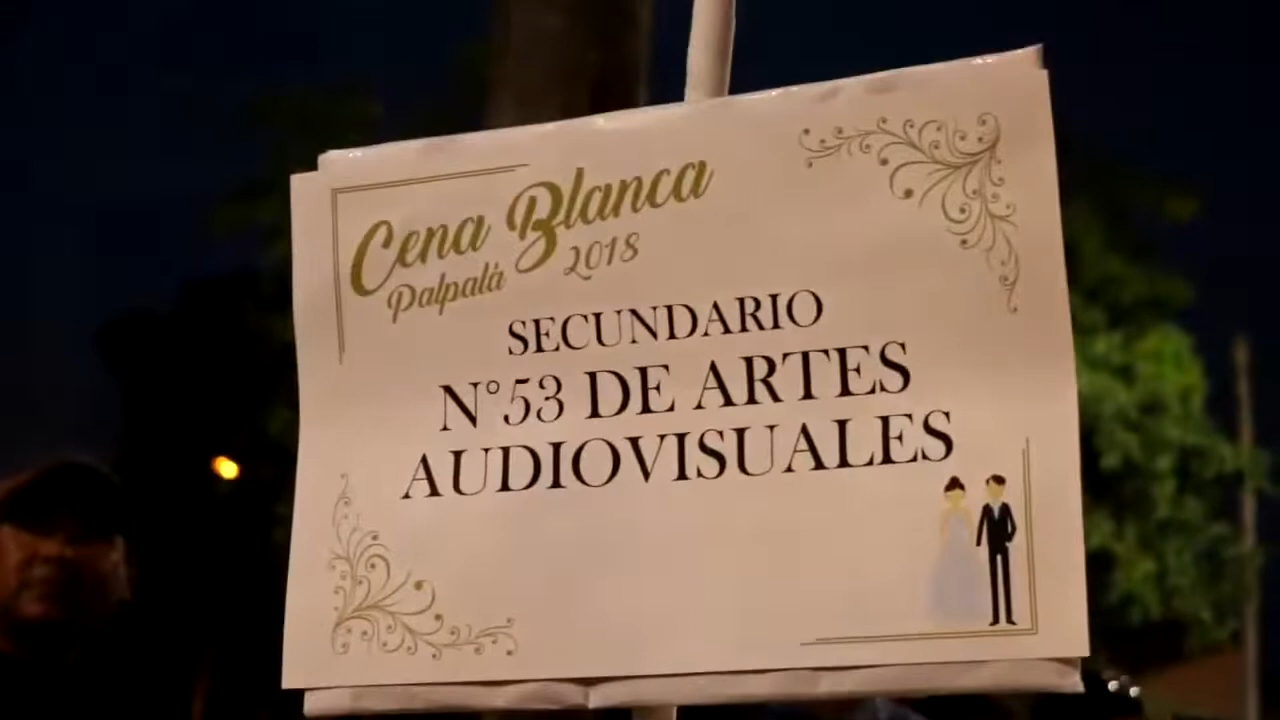 Cena Blanca
Palpalá 2018
SECUNDARIO
N°53 DE ARTES
AUDIOVISUALES